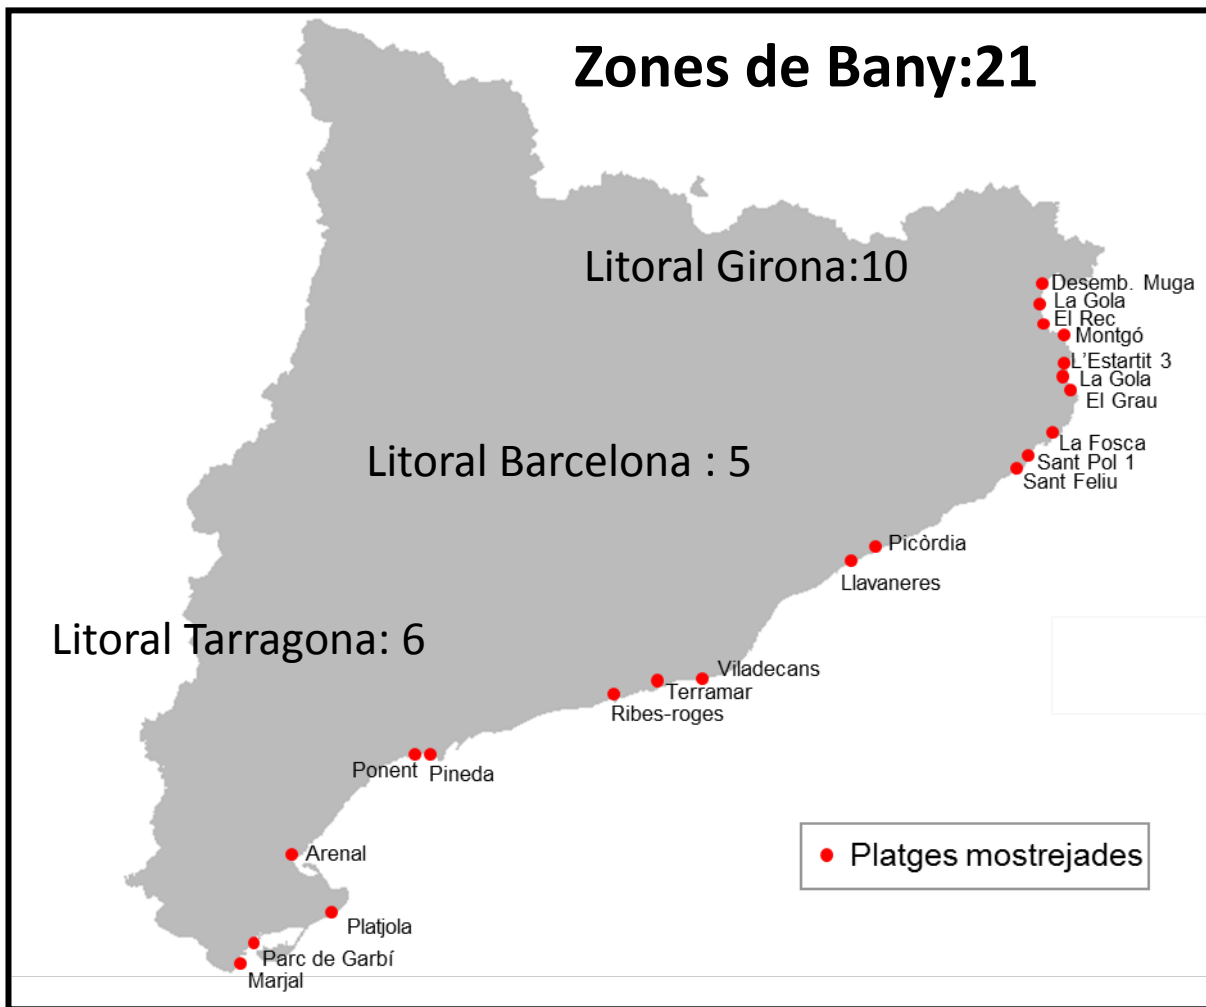 Zones de Bany:21
Litoral Girona:10
Desemb. Muga
La Gola
El Rec
Montgó
L'Estartit 3
La Gola
El Grau
La Fosca
Litoral Barcelona : 5
Sant Pol 1
Sant Feliu
Picòrdia
Llavaneres
Litoral Tarragona: 6
Viladecans
Terramar
Ribes-roges
Ponent
Pineda
Arenal
Platges mostrejades
Platjola
Parc de Garbí
Marjal